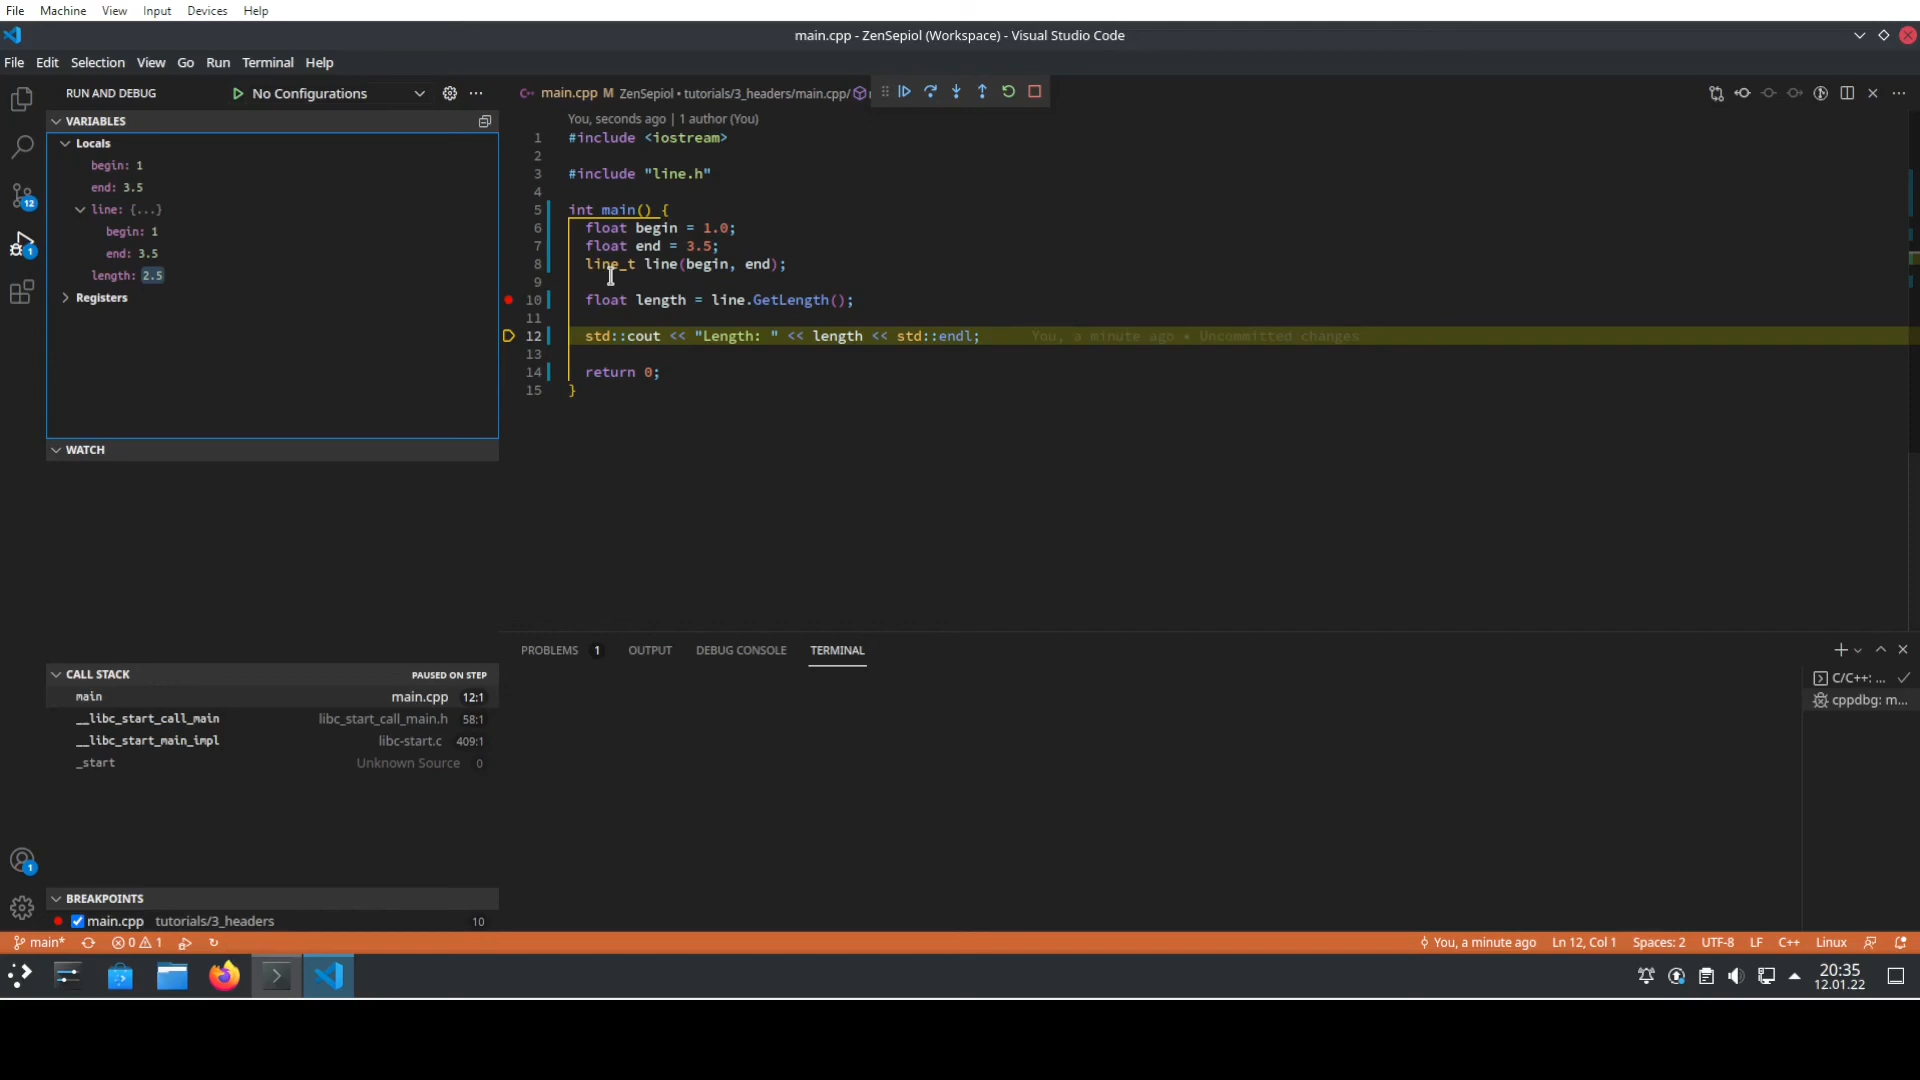 File Machine View Input Devices Help
main.cpp - ZenSepiol (Workspace) - Visual Studio Code
File Edit Selection View Go Run Terminal Help
RUN AND DEBUG No Configurations
main.cpp M ZenSepiol • tutorials/3_headers/main.cpp/
VARIABLES
Locals
begin: 1
end: 3.5
line: {...}
begin: 1
end: 3.5
length: 2.5
Registers
WATCH
CALL STACK PAUSED ON STEP
main main.cpp 12:1
__libc_start_call_main libc_start_call_main.h 58:1
__libc_start_main_impl libc-start.c 409:1
_start Unknown Source 0
BREAKPOINTS
main.cpp tutorials/3_headers 10
You, seconds ago | 1 author (You)
1 #include <iostream>
2
3 #include "line.h"
4
5 int main() {
6 float begin = 1.0;
7 float end = 3.5;
8 line_t line(begin, end);
9
10 float length = line.GetLength();
11
12 std::cout << "Length: " << length << std::endl; You, a minute ago • Uncommitted changes
13
14 return 0;
15 }
PROBLEMS 1 OUTPUT DEBUG CONSOLE TERMINAL
C/C++: ...
cppdbg: m...
12
1
1
main* 0 1 You, a minute ago Ln 12, Col 1 Spaces: 2 UTF-8 LF C++ Linux
20:35
12.01.22